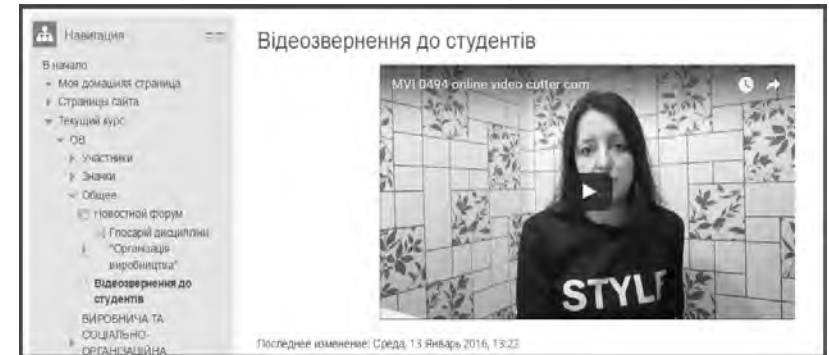 Навигация
В начало
Моя домашняя страница
Страницы сайта
Текущий курс
ОВ
Участники
Значки
Общее
Новостной форум
Глосарій дисципліни
"Організація
виробництва"
Відеозвернення до
студентів
ВИРОБНИЧА ТА
СОЦІАЛЬНО-
ОРГАНІЗАЦІЙНА
Відеозвернення до студентів
MVI 0494 online video cutter com
STYLE
Последнее изменение: Среда, 13 Январь 2016, 13:22